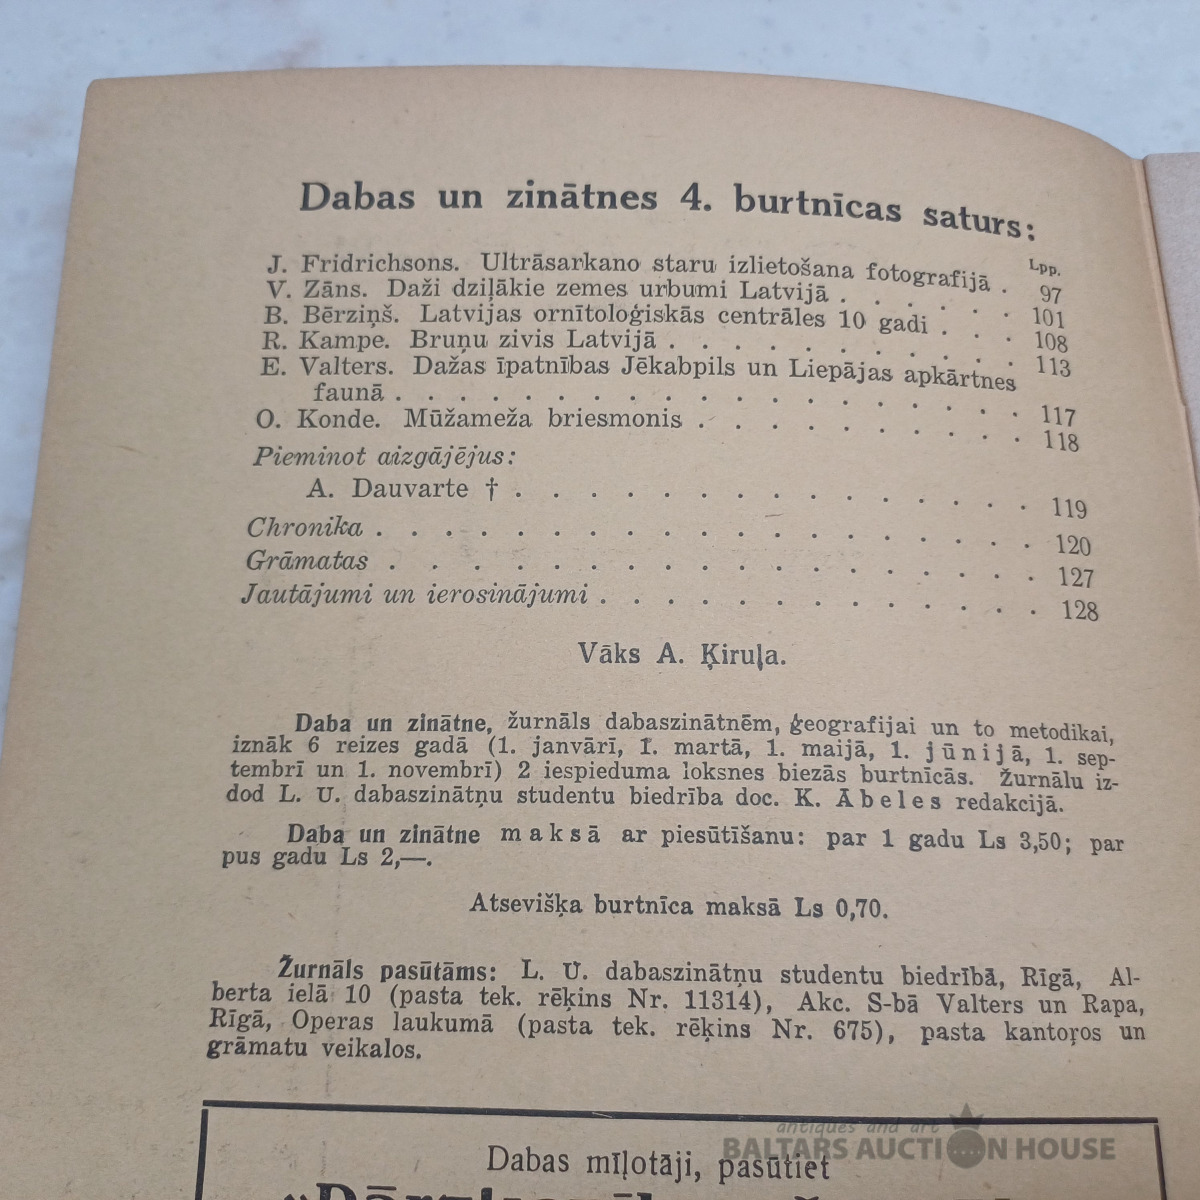 Dabas un zinātnes 4. burtnīcas saturs:
Lpp.
J. Fridrichsons. Ultrāsarkano staru izlietošana fotografijā . 97
V. Zāns. Daži dziļākie zemes urbumi Latvijā . . . . . . 101
B. Bērziņš. Latvijas ornītoloģiskās centrāles 10 gadi . . . 108
R. Kampe. Bruņu zivis Latvijā . . . . . . . . . . . 113
E. Valters. Dažas īpatnības Jēkabpils un Liepājas apkārtnes
faunā . . . . . . . . . . . . . . . . . . 117
O. Konde. Mūžameža briesmonis . . . . . . . . . . 118
Pieminot aizgājējus:
A. Dauvarte † . . . . . . . . . . . . . . . 119
Chronika . . . . . . . . . . . . . . . . . . . 120
Grāmatas . . . . . . . . . . . . . . . . . . . 127
Jautājumi un ierosinājumi . . . . . . . . . . . . . 128
Vāks A. Ķiruļa.
Daba un zinātne, žurnāls dabaszinātnēm, ģeografijai un to metodikai,
iznāk 6 reizes gadā (1. janvārī, 1. martā, 1. maijā, 1. jūnijā, 1. sep-
tembrī un 1. novembrī) 2 iespieduma loksnes biezās burtnīcās. Žurnālu iz-
dod L. U. dabaszinātņu studentu biedrība doc. K. Ābeles redakcijā.
Daba un zinātne maksā ar piesūtīšanu: par 1 gadu Ls 3,50; par
pus gadu Ls 2,—.
Atsevišķa burtnīca maksā Ls 0,70.
Žurnāls pasūtāms: L. U. dabaszinātņu studentu biedrībā, Rīgā, Al-
berta ielā 10 (pasta tek. rēķins Nr. 11314), Akc. S-bā Valters un Rapa,
Rīgā, Operas laukumā (pasta tek. rēķins Nr. 675), pasta kantoŗos un
grāmatu veikalos.
Dabas mīļotāji, pasūtiet
antiques and art
BALTARS AUCTION HOUSE